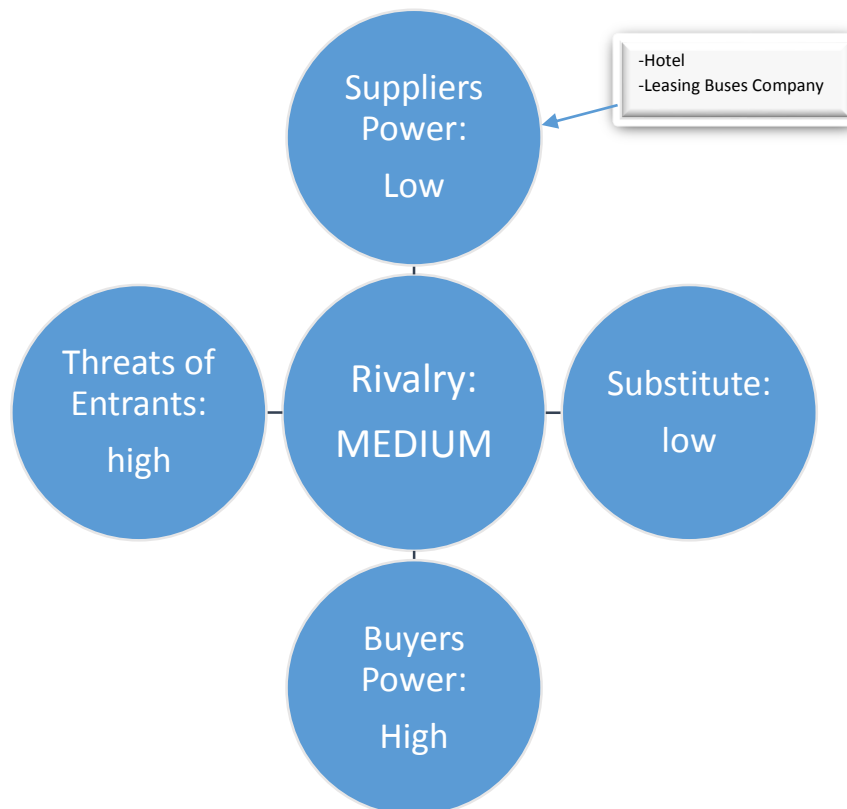 -Hotel
-Leasing Buses Company
Suppliers
Power:
Low
Threats of
Entrants:
high
Rivalry:
MEDIUM
Substitute:
low
Buyers
Power:
High